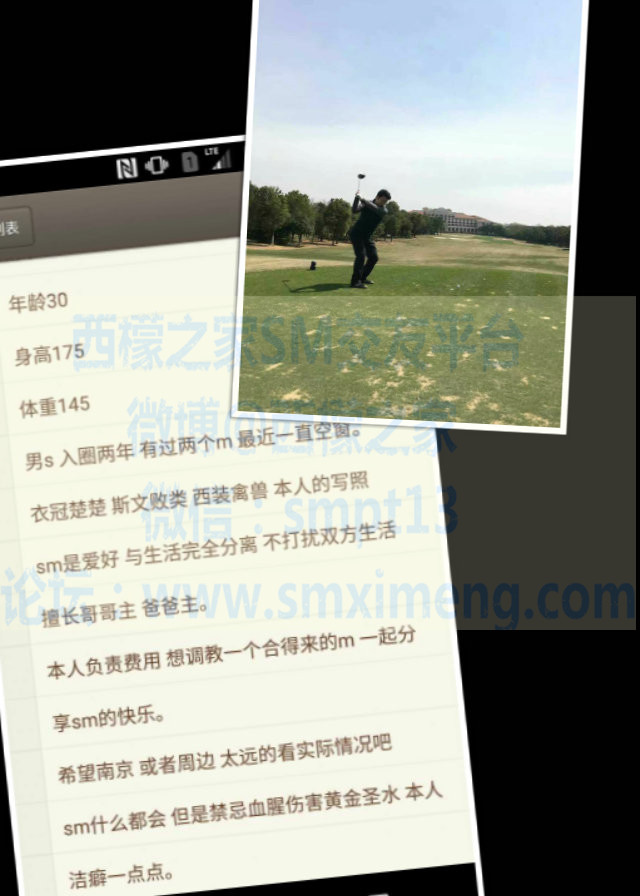 LTE
1
列表
年龄30
身高175
体重145
男s 入圈两年 有过两个m 最近一直空窗。
衣冠楚楚 斯文败类 西装禽兽 本人的写照
sm是爱好 与生活完全分离 不打扰双方生活
擅长哥哥主 爸爸主。
本人负责费用 想调教一个合得来的m 一起分
享sm的快乐。
希望南京 或者周边 太远的看实际情况吧
sm什么都会 但是禁忌血腥伤害黄金圣水 本人
洁癖一点点。
西檬之家SM交友平台
微博@西檬之家
微信：smpt13
论坛：www.smximeng.com